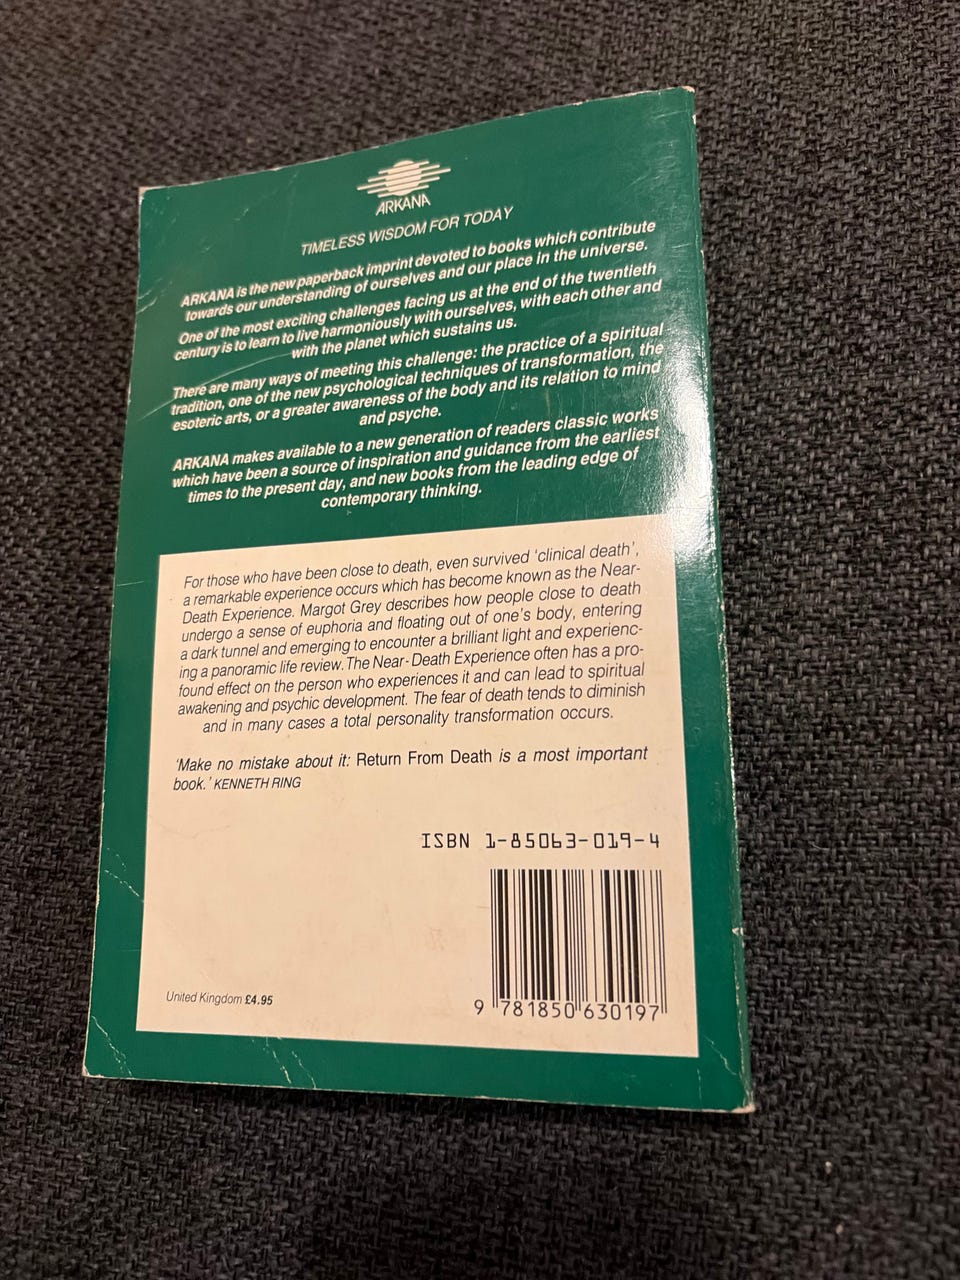 ARKANA
TIMELESS WISDOM FOR TODAY
ARKANA is the new paperback imprint devoted to books which contribute
towards our understanding of ourselves and our place in the universe.
One of the most exciting challenges facing us at the end of the twentieth
century is to learn to live harmoniously with ourselves, with each other and
with the planet which sustains us.
There are many ways of meeting this challenge: the practice of a spiritual
tradition, one of the new psychological techniques of transformation, the
esoteric arts, or a greater awareness of the body and its relation to mind
and psyche.
ARKANA makes available to a new generation of readers classic works
which have been a source of inspiration and guidance from the earliest
times to the present day, and new books from the leading edge of
contemporary thinking.
For those who have been close to death, even survived ‘clinical death’,
a remarkable experience occurs which has become known as the Near-
Death Experience. Margot Grey describes how people close to death
undergo a sense of euphoria and floating out of one's body, entering
a dark tunnel and emerging to encounter a brilliant light and experienc-
ing a panoramic life review. The Near-Death Experience often has a pro-
found effect on the person who experiences it and can lead to spiritual
awakening and psychic development. The fear of death tends to diminish
and in many cases a total personality transformation occurs.
‘Make no mistake about it: Return From Death is a most important
book.’ KENNETH RING
ISBN 1-85063-019-4
9 781850 630197
United Kingdom £4.95